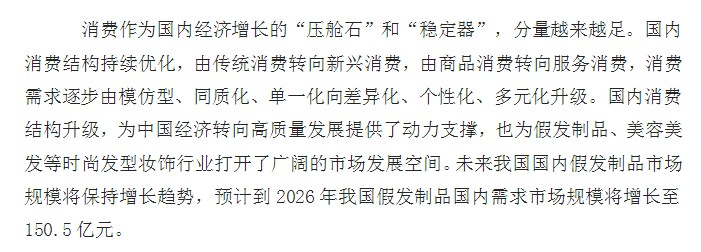 消费作为国内经济增长的“压舱石”和“稳定器”，分量越来越足。国内
消费结构持续优化，由传统消费转向新兴消费，由商品消费转向服务消费，消费
需求逐步由模仿型、同质化、单一化向差异化、个性化、多元化升级。国内消费
结构升级，为中国经济转向高质量发展提供了动力支撑，也为假发制品、美容美
发等时尚发型妆饰行业打开了广阔的市场发展空间。未来我国国内假发制品市场
规模将保持增长趋势，预计到 2026 年我国假发制品国内需求市场规模将增长至
150.5 亿元。